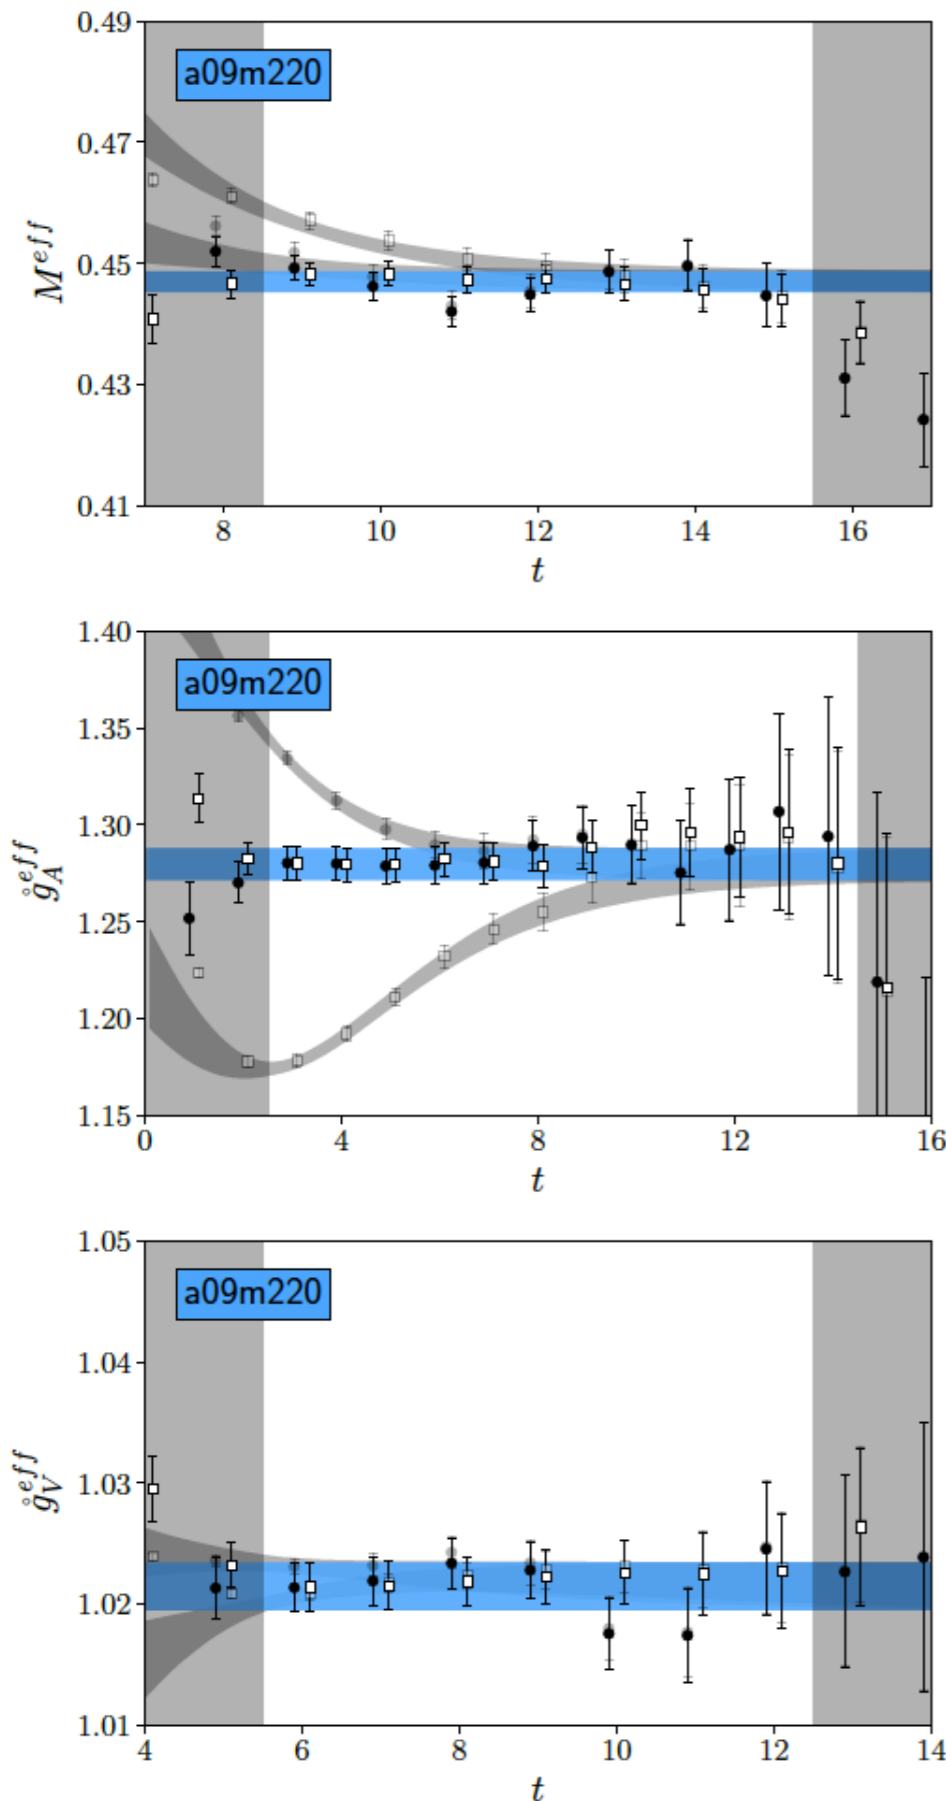 0.49
a09m220
0.47
0.45
0.43
0.41
M^{eff}
8 10 12 14 16
t
1.40
a09m220
1.35
1.30
1.25
1.20
1.15
g̊_A^{eff}
0 4 8 12 16
t
1.05
a09m220
1.04
1.03
1.02
1.01
g̊_V^{eff}
4 6 8 10 12 14
t